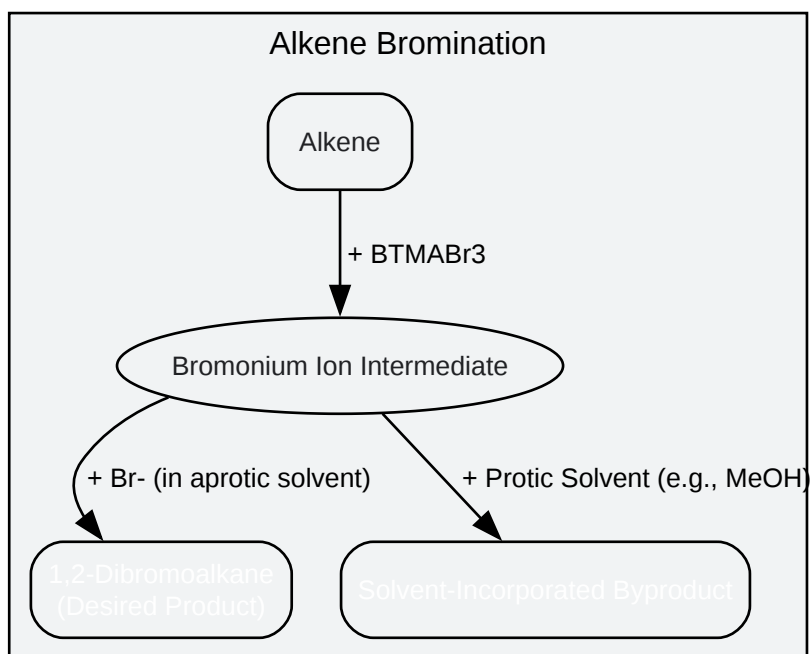 Alkene Bromination
Alkene
+ BTMABr3
Bromonium Ion Intermediate
+ Br- (in aprotic solvent)
+ Protic Solvent (e.g., MeOH)
1,2-Dibromoalkane
(Desired Product)
Solvent-Incorporated Byproduct